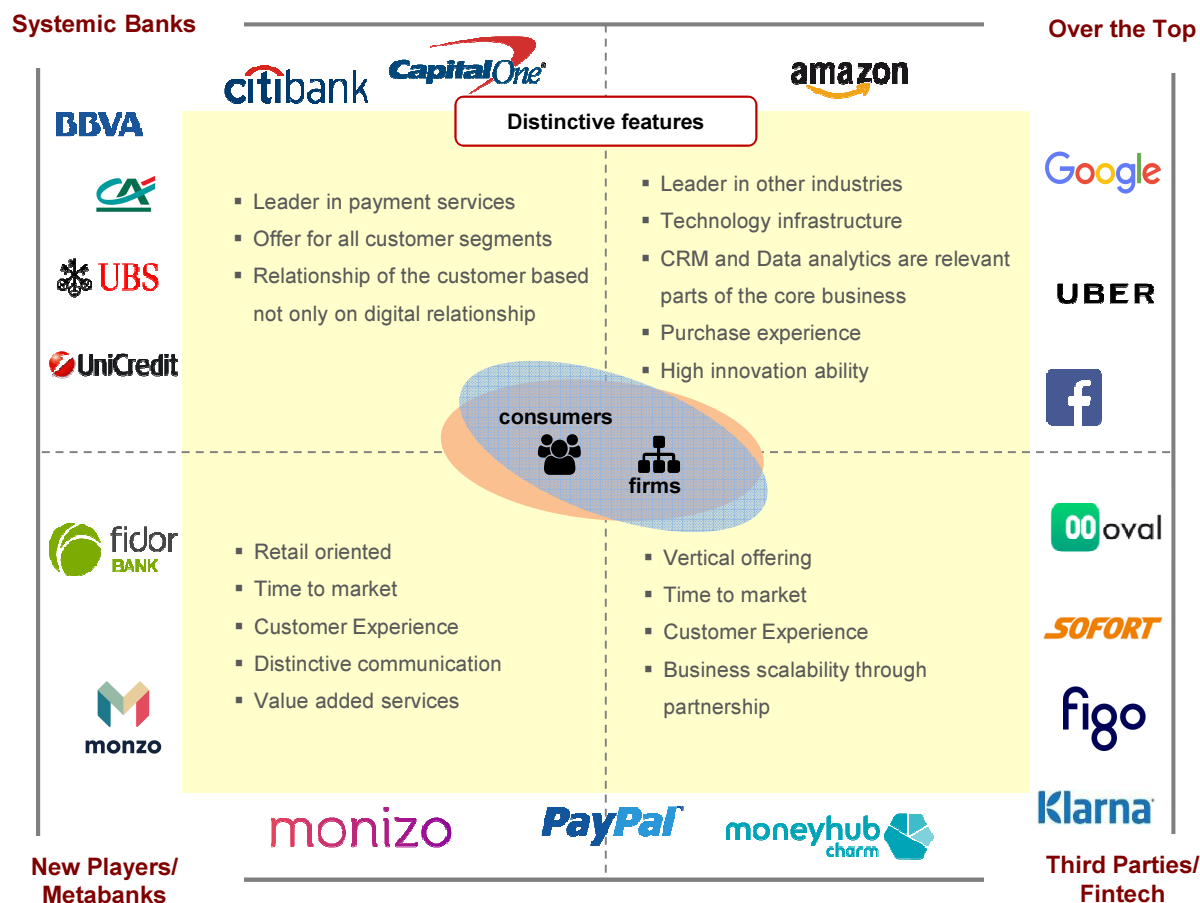 Systemic Banks
Over the Top
citibank
CapitalOne®
amazon
BBVA
Distinctive features
Google
CA
UBS
UniCredit
UBER
f
▪ Leader in payment services
▪ Offer for all customer segments
▪ Relationship of the customer based
not only on digital relationship
▪ Leader in other industries
▪ Technology infrastructure
▪ CRM and Data analytics are relevant
parts of the core business
▪ Purchase experience
▪ High innovation ability
consumers
firms
fidor
BANK
monzo
▪ Retail oriented
▪ Time to market
▪ Customer Experience
▪ Distinctive communication
▪ Value added services
▪ Vertical offering
▪ Time to market
▪ Customer Experience
▪ Business scalability through
partnership
oval
SOFORT
figo
Klarna
monizo
PayPal
moneyhub
charm
New Players/
Metabanks
Third Parties/
Fintech